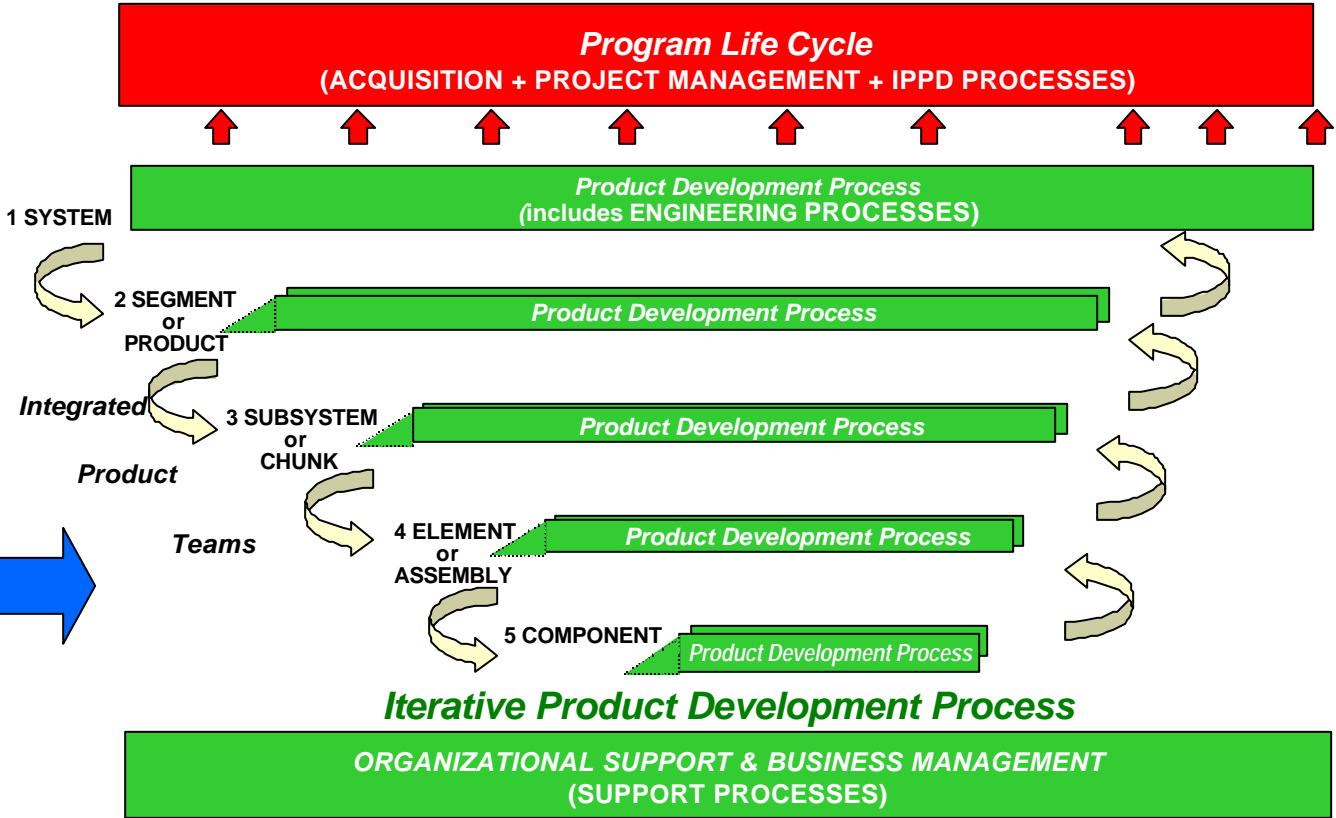 Program Life Cycle
(ACQUISITION + PROJECT MANAGEMENT + IPPD PROCESSES)
Product Development Process
(includes ENGINEERING PROCESSES)
1 SYSTEM
2 SEGMENT
or
PRODUCT
Product Development Process
Integrated
3 SUBSYSTEM
or
CHUNK
Product Development Process
Product
Teams
4 ELEMENT
or
ASSEMBLY
Product Development Process
5 COMPONENT
Product Development Process
Iterative Product Development Process
ORGANIZATIONAL SUPPORT & BUSINESS MANAGEMENT
(SUPPORT PROCESSES)